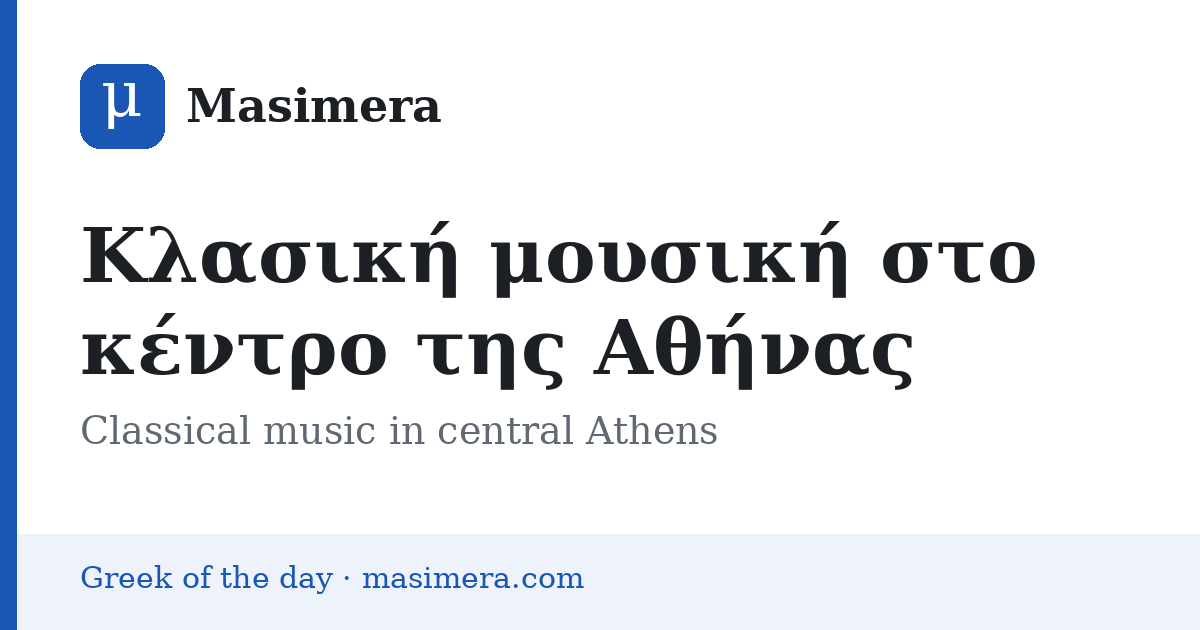 μ
Masimera
Κλασική μουσική στο
κέντρο της Αθήνας
Classical music in central Athens
Greek of the day · masimera.com